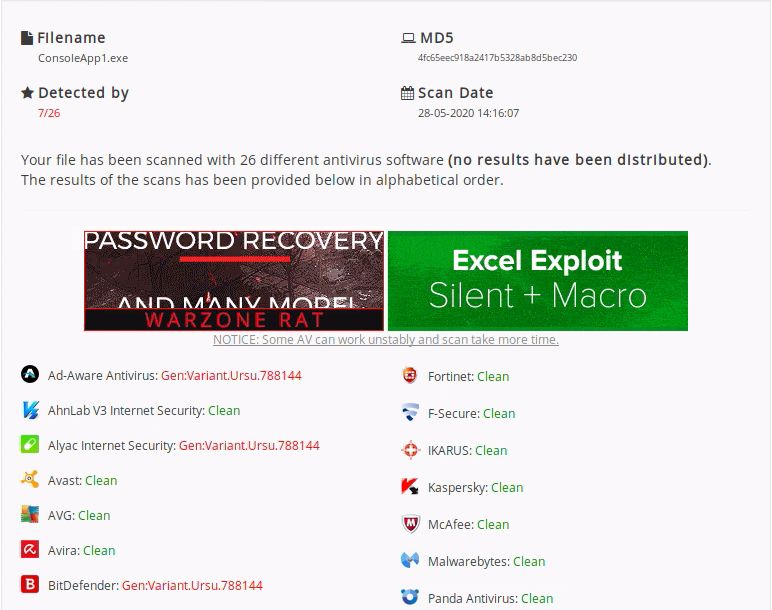 Filename
ConsoleApp1.exe
MD5
4fc65eec918a2417b5328ab8d5bec230
Detected by
7/26
Scan Date
28-05-2020 14:16:07
Your file has been scanned with 26 different antivirus software (no results have been distributed).
The results of the scans has been provided below in alphabetical order.
PASSWORD RECOVERY
AND MANY MORE!
WARZONE RAT
Excel Exploit
Silent + Macro
NOTICE: Some AV can work unstably and scan take more time.
Ad-Aware Antivirus: Gen:Variant.Ursu.788144
AhnLab V3 Internet Security: Clean
Alyac Internet Security: Gen:Variant.Ursu.788144
Avast: Clean
AVG: Clean
Avira: Clean
BitDefender: Gen:Variant.Ursu.788144
Fortinet: Clean
F-Secure: Clean
IKARUS: Clean
Kaspersky: Clean
McAfee: Clean
Malwarebytes: Clean
Panda Antivirus: Clean